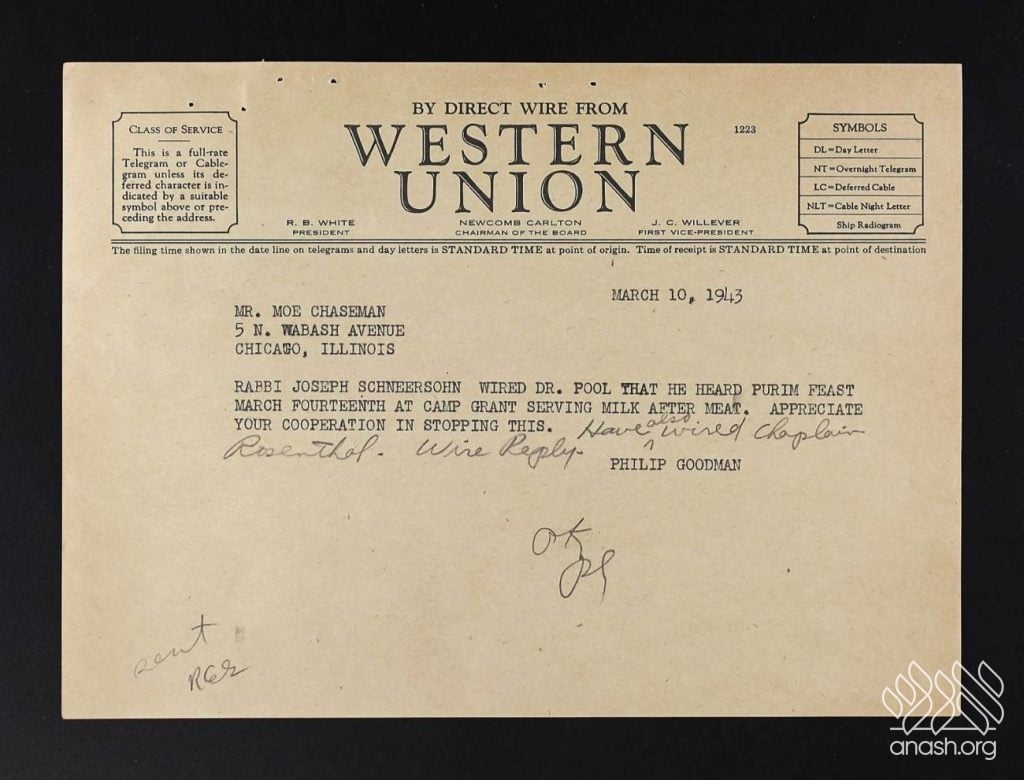 BY DIRECT WIRE FROM
WESTERN
UNION
1223
CLASS OF SERVICE
This is a full-rate
Telegram or Cable-
gram unless its de-
ferred character is in-
dicated by a suitable
symbol above or pre-
ceding the address.
R. B. WHITE
PRESIDENT
NEWCOMB CARLTON
CHAIRMAN OF THE BOARD
J. C. WILLEVER
FIRST VICE-PRESIDENT
SYMBOLS
DL=Day Letter
NT=Overnight Telegram
LC=Deferred Cable
NLT=Cable Night Letter
Ship Radiogram
The filing time shown in the date line on telegrams and day letters is STANDARD TIME at point of origin. Time of receipt is STANDARD TIME at point of destination
MARCH 10, 1943
MR. MOE CHASEMAN
5 N. WABASH AVENUE
CHICAGO, ILLINOIS
RABBI JOSEPH SCHNEERSOHN WIRED DR. POOL THAT HE HEARD PURIM FEAST
MARCH FOURTEENTH AT CAMP GRANT SERVING MILK AFTER MEAT. APPRECIATE
YOUR COOPERATION IN STOPPING THIS. Have also wired Chaplain
Rosenthal. Wire Reply.
PHILIP GOODMAN
OK
sent
anash.org